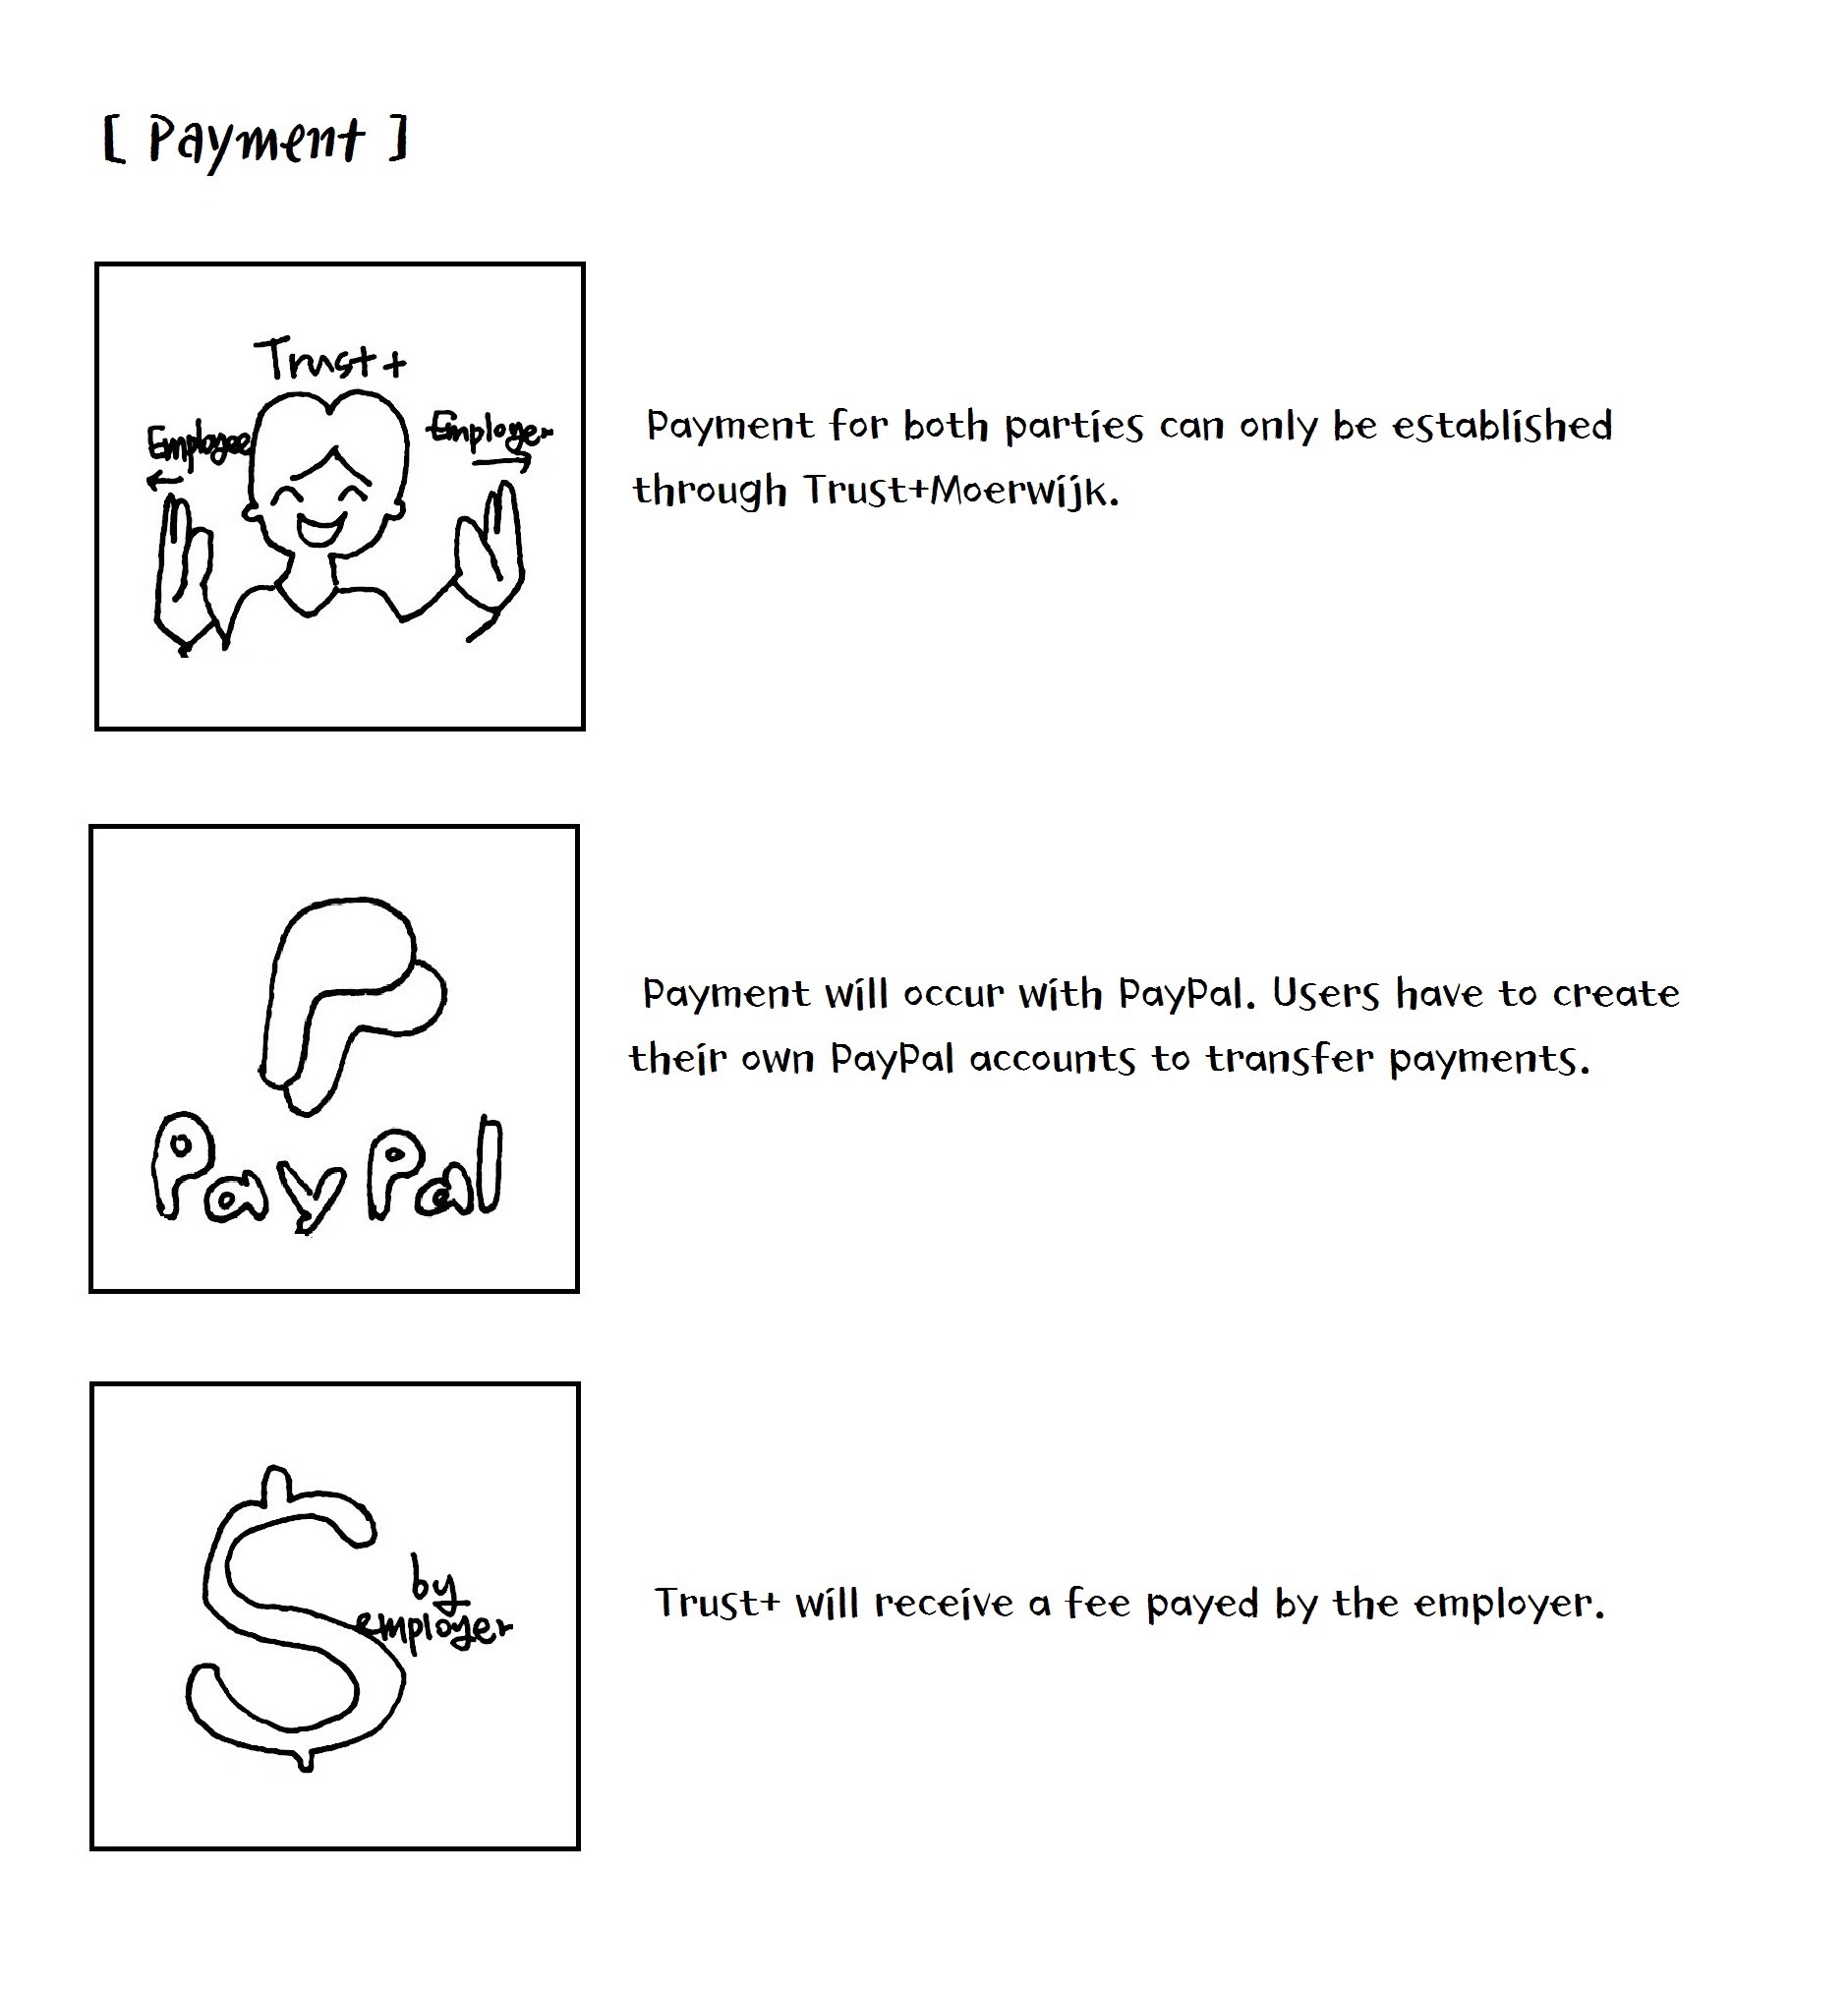 [ Payment ]
Trust+
Employee
Employer
Payment for both parties can only be established
through Trust+Moerwijk.
PayPal
Payment will occur with PayPal. Users have to create
their own PayPal accounts to transfer payments.
by
employer
Trust+ will receive a fee payed by the employer.